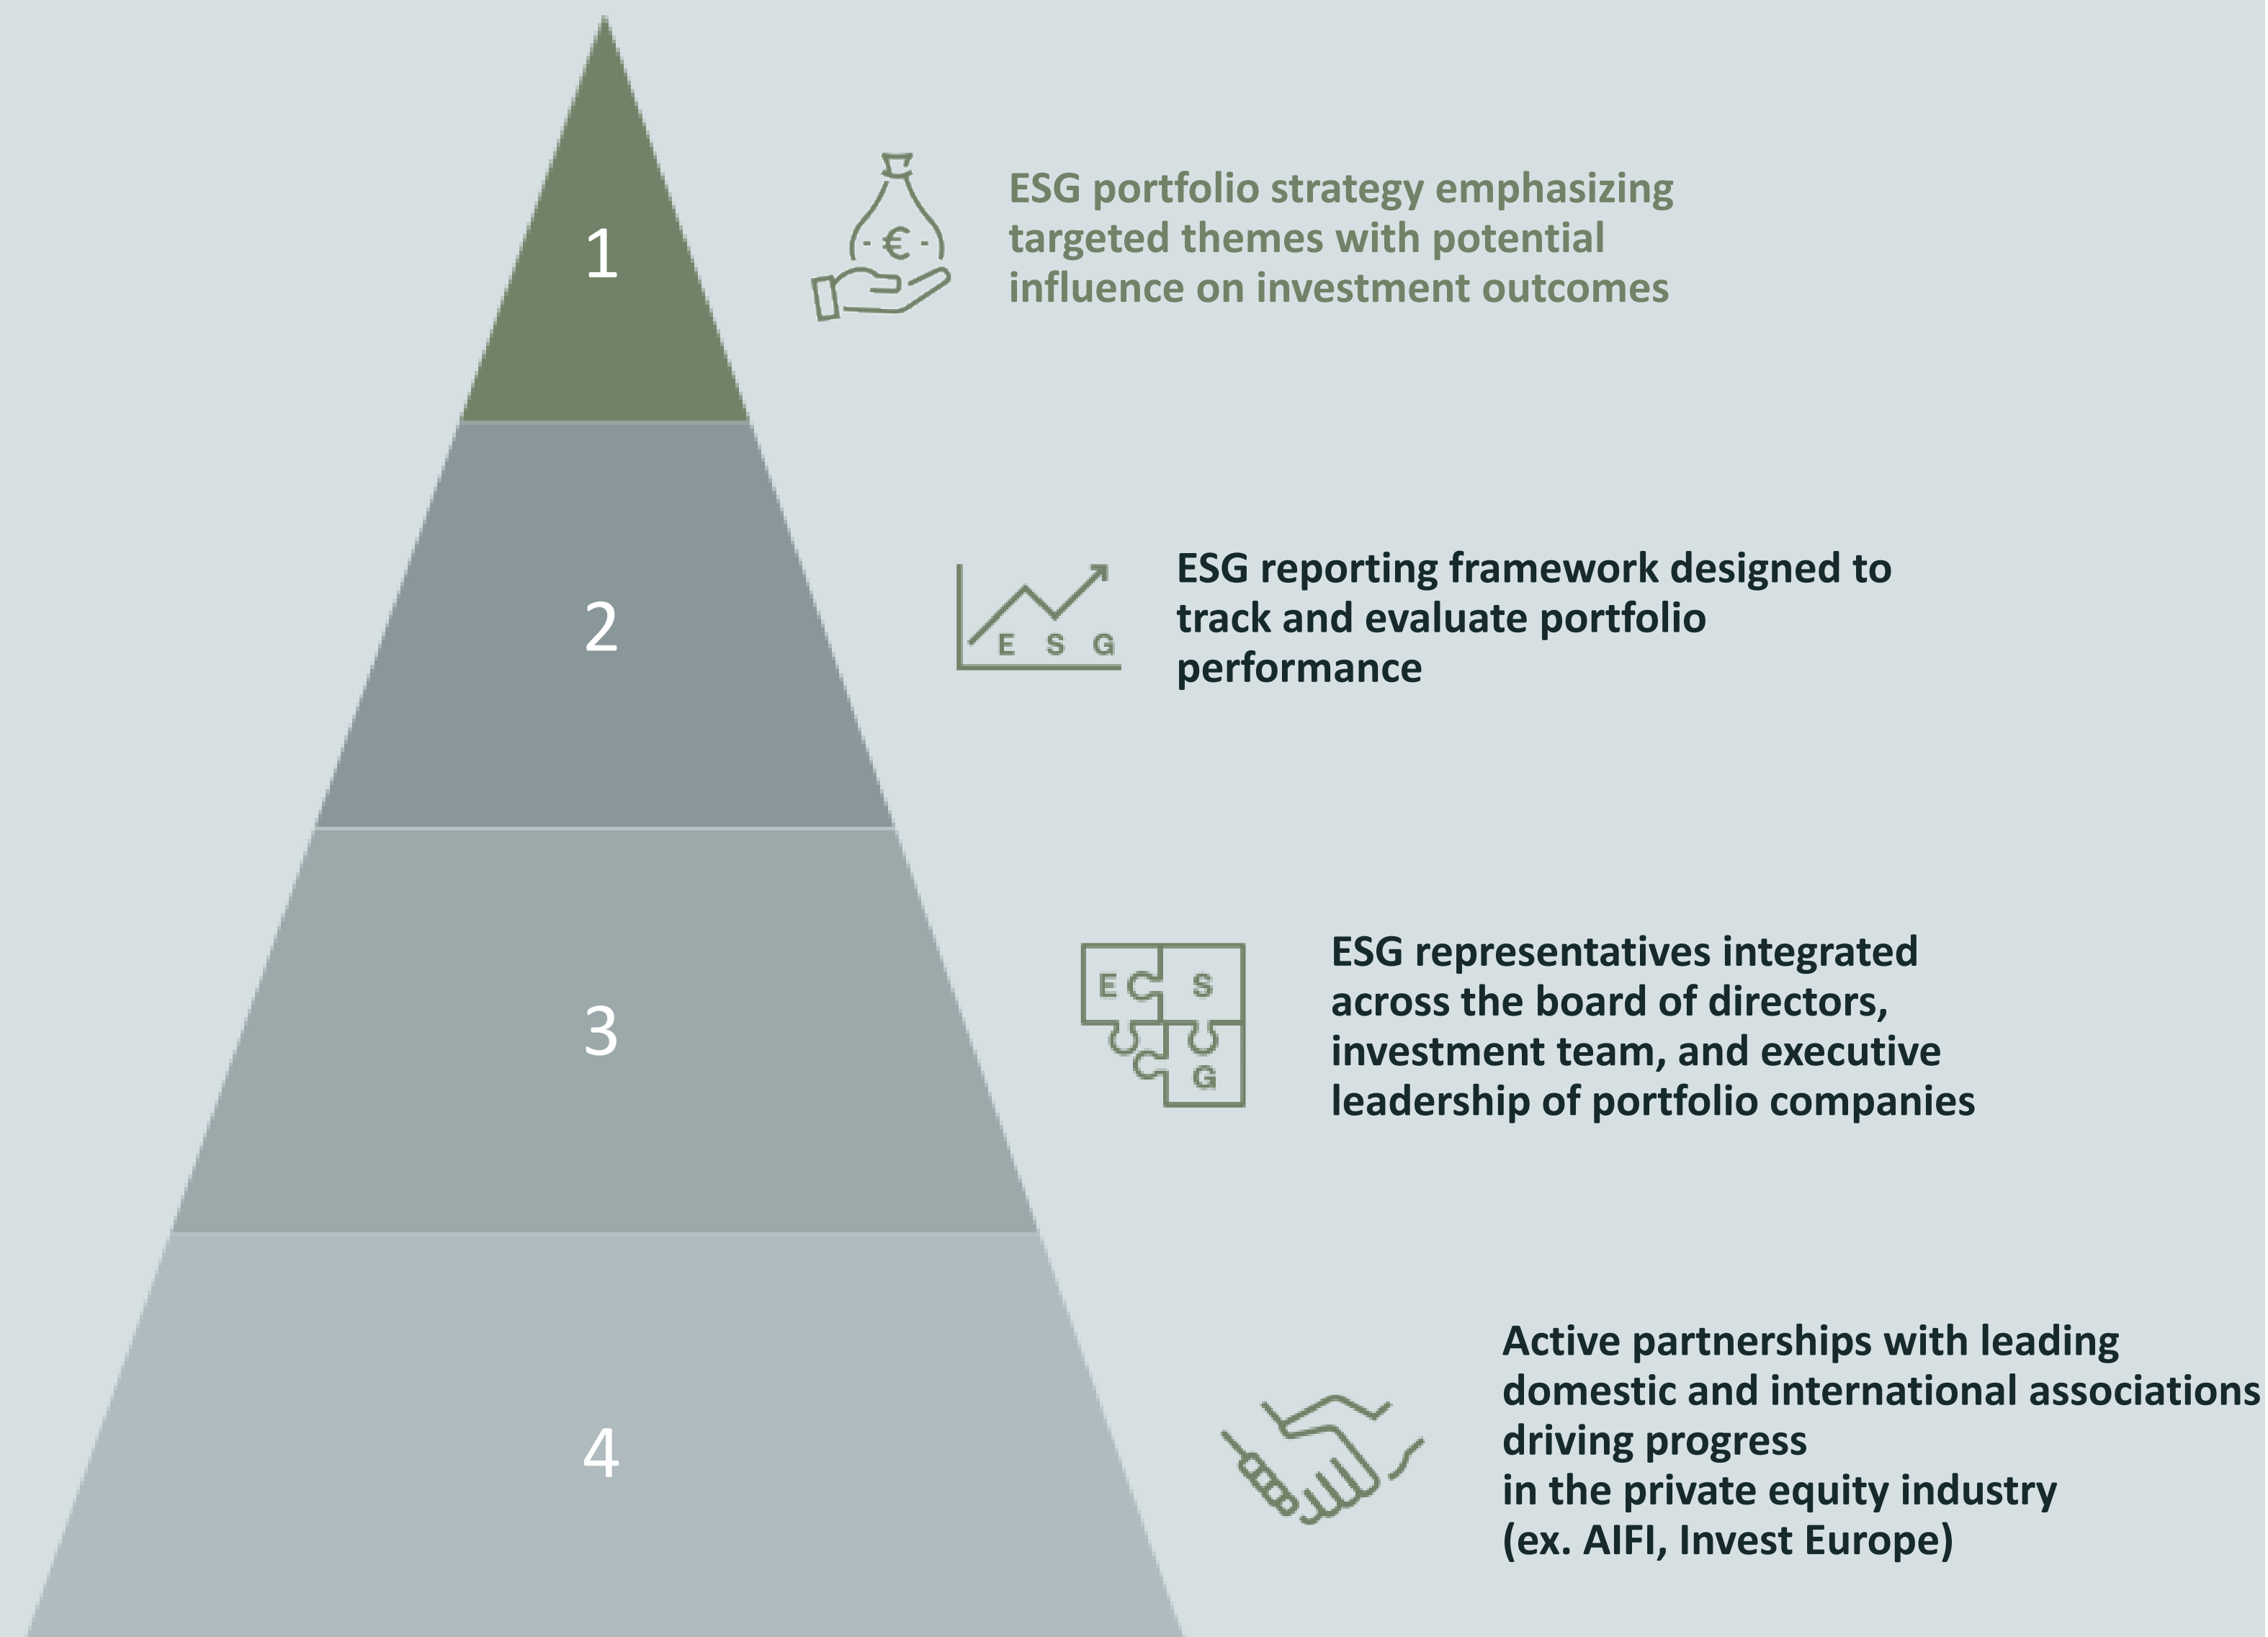 1
ESG portfolio strategy emphasizing
targeted themes with potential
influence on investment outcomes
€
2
ESG reporting framework designed to
track and evaluate portfolio
performance
E S G
3
ESG representatives integrated
across the board of directors,
investment team, and executive
leadership of portfolio companies
E S
G
4
Active partnerships with leading
domestic and international associations
driving progress
in the private equity industry
(ex. AIFI, Invest Europe)